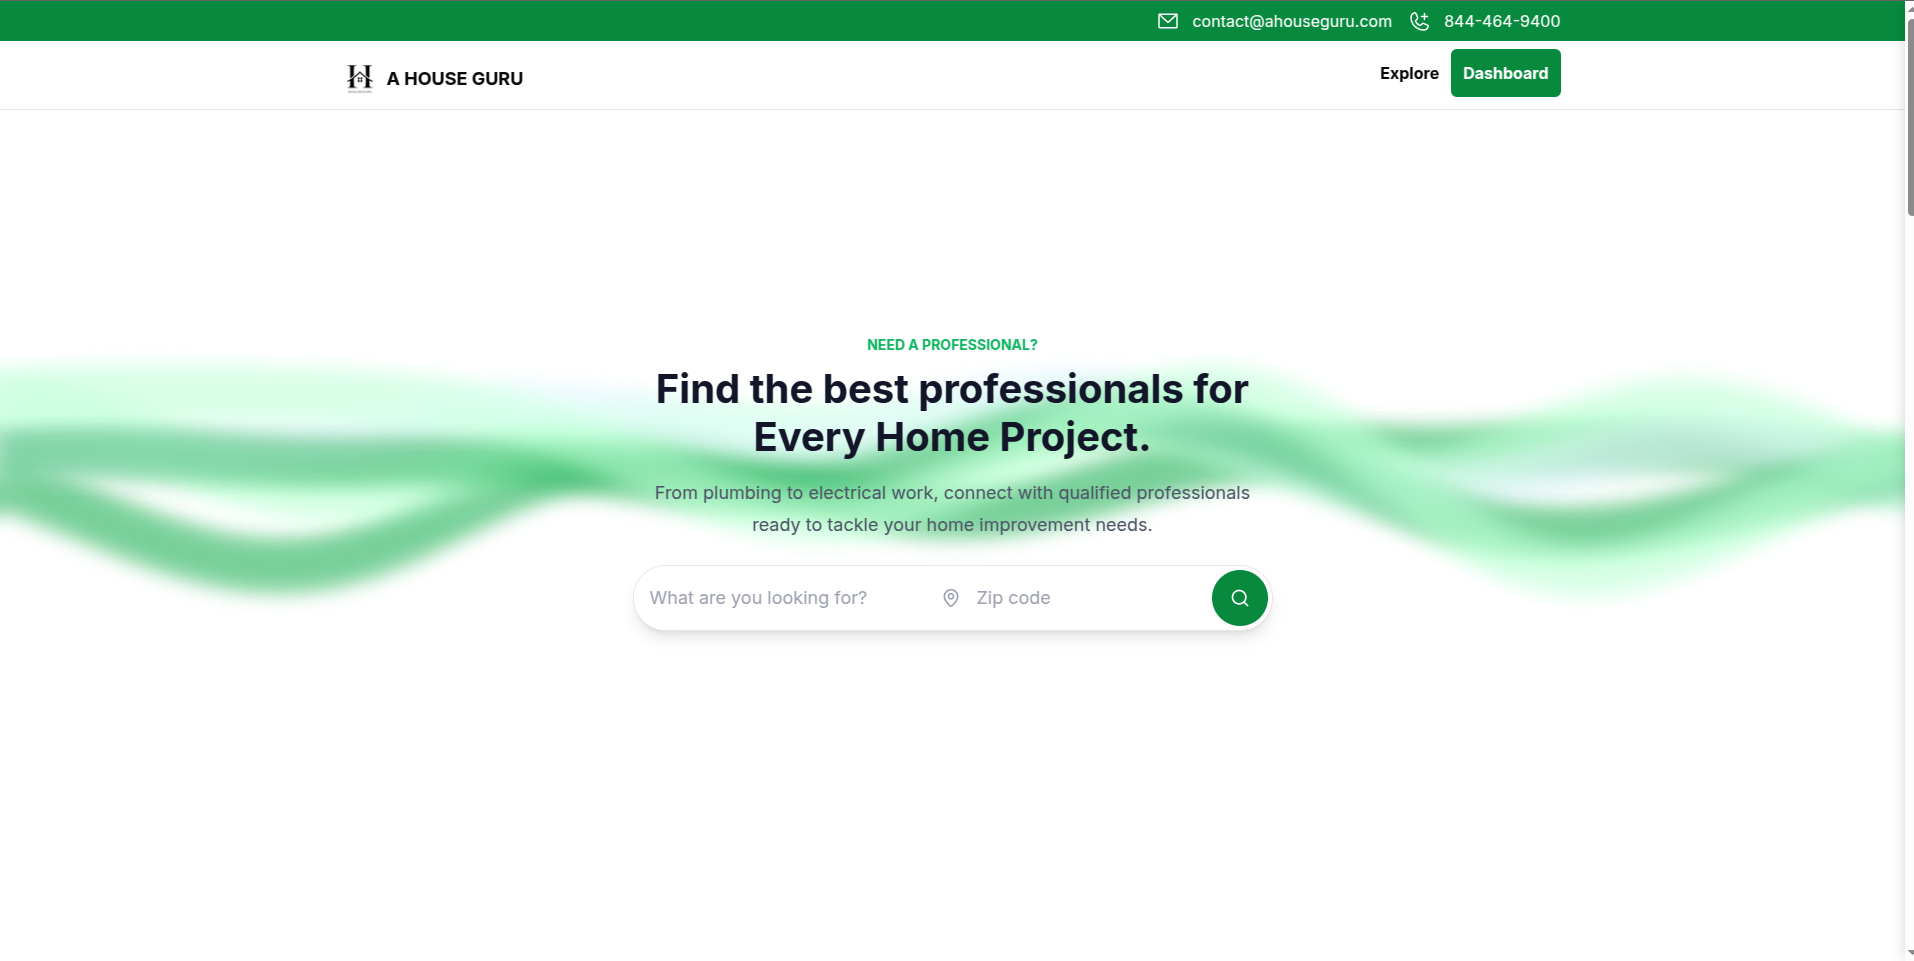 contact@ahouseguru.com 844-464-9400
A HOUSE GURU
Explore Dashboard
NEED A PROFESSIONAL?
Find the best professionals for
Every Home Project.
From plumbing to electrical work, connect with qualified professionals
ready to tackle your home improvement needs.
What are you looking for? Zip code